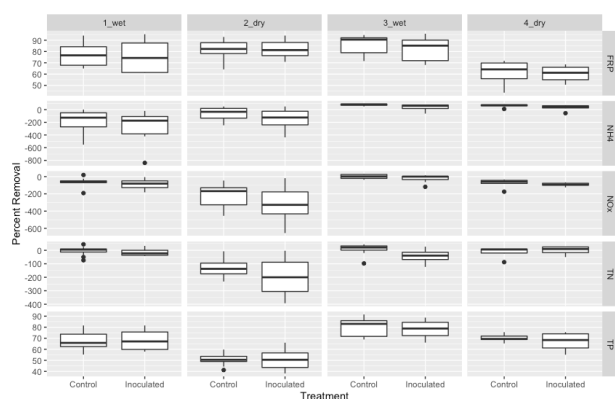 1_wet 2_dry 3_wet 4_dry
Percent Removal
90
80
70
60
50
FRP
0
-200
-400
-600
-800
NH4
0
-200
-400
-600
NOx
0
-100
-200
-300
-400
TN
90
80
70
60
50
40
TP
Control Inoculated Control Inoculated Control Inoculated Control Inoculated
Treatment